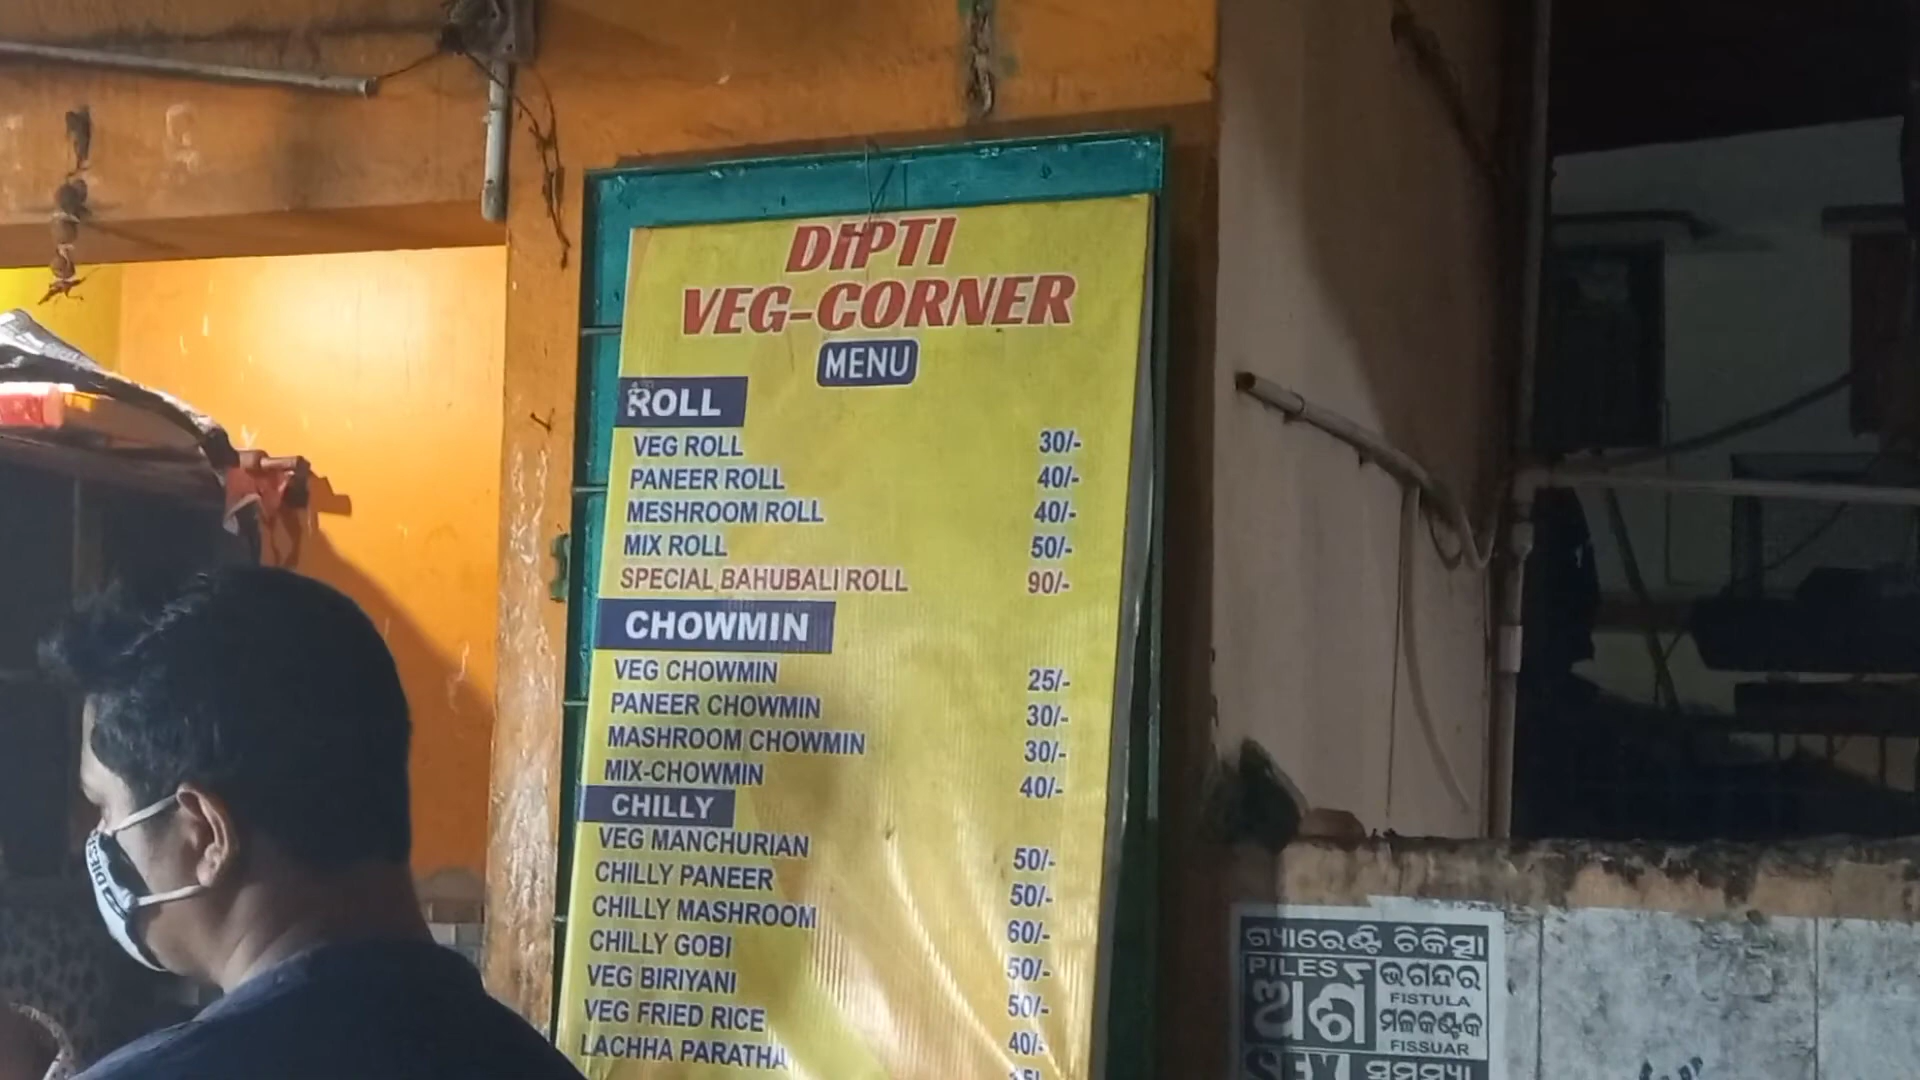 DIPTI
VEG-CORNER
MENU
ROLL
VEG ROLL 30/-
PANEER ROLL 40/-
MESHROOM ROLL 40/-
MIX ROLL 50/-
SPECIAL BAHUBALI ROLL 90/-
CHOWMIN
VEG CHOWMIN 25/-
PANEER CHOWMIN 30/-
MASHROOM CHOWMIN 30/-
MIX-CHOWMIN 40/-
CHILLY
VEG MANCHURIAN 50/-
CHILLY PANEER 50/-
CHILLY MASHROOM 60/-
CHILLY GOBI 50/-
VEG BIRIYANI 50/-
VEG FRIED RICE 40/-
LACHHA PARATHA
ଗ୍ୟାରେଣ୍ଟି ଚିକିତ୍ସା
PILES
ଅର୍ଶ
ଭଗନ୍ଦର
FISTULA
ମଳକଣ୍ଟକ
FISSUAR
SEX ସମସ୍ୟା